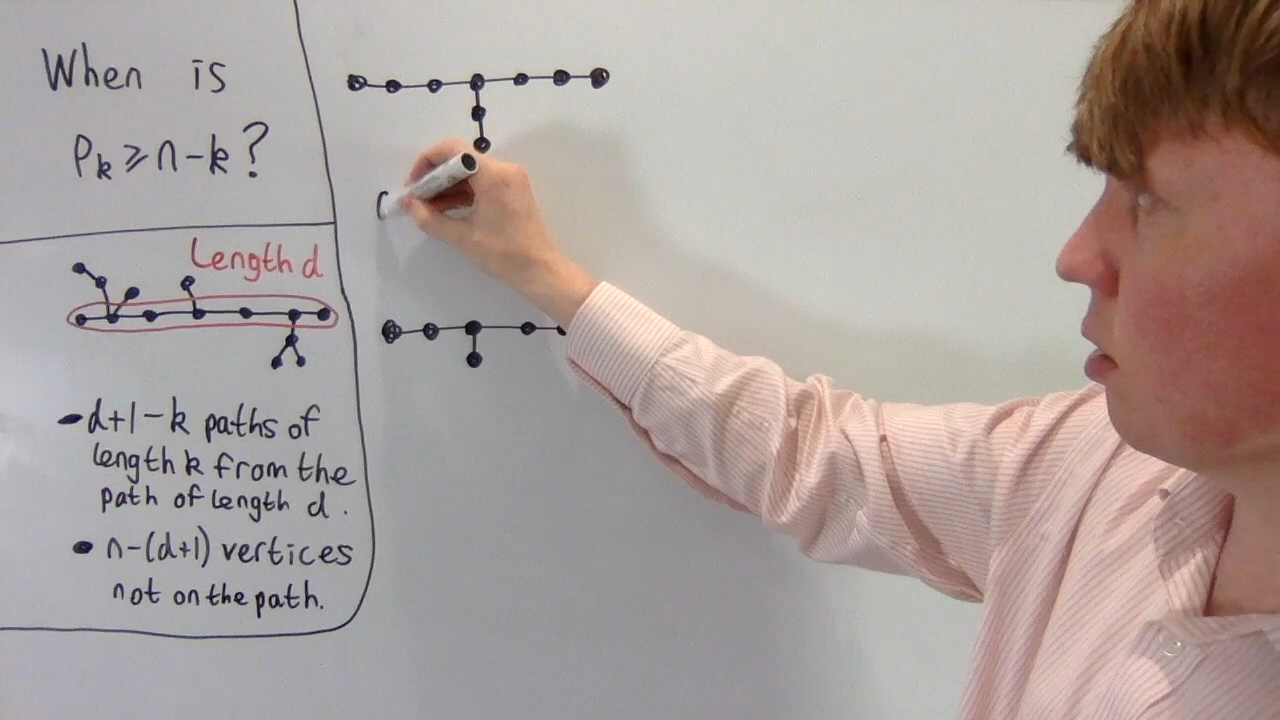 When is
Pk ⩾ n-k?
Length d
- d+1-k paths of
length k from the
path of length d.
• n-(d+1) vertices
not on the path.